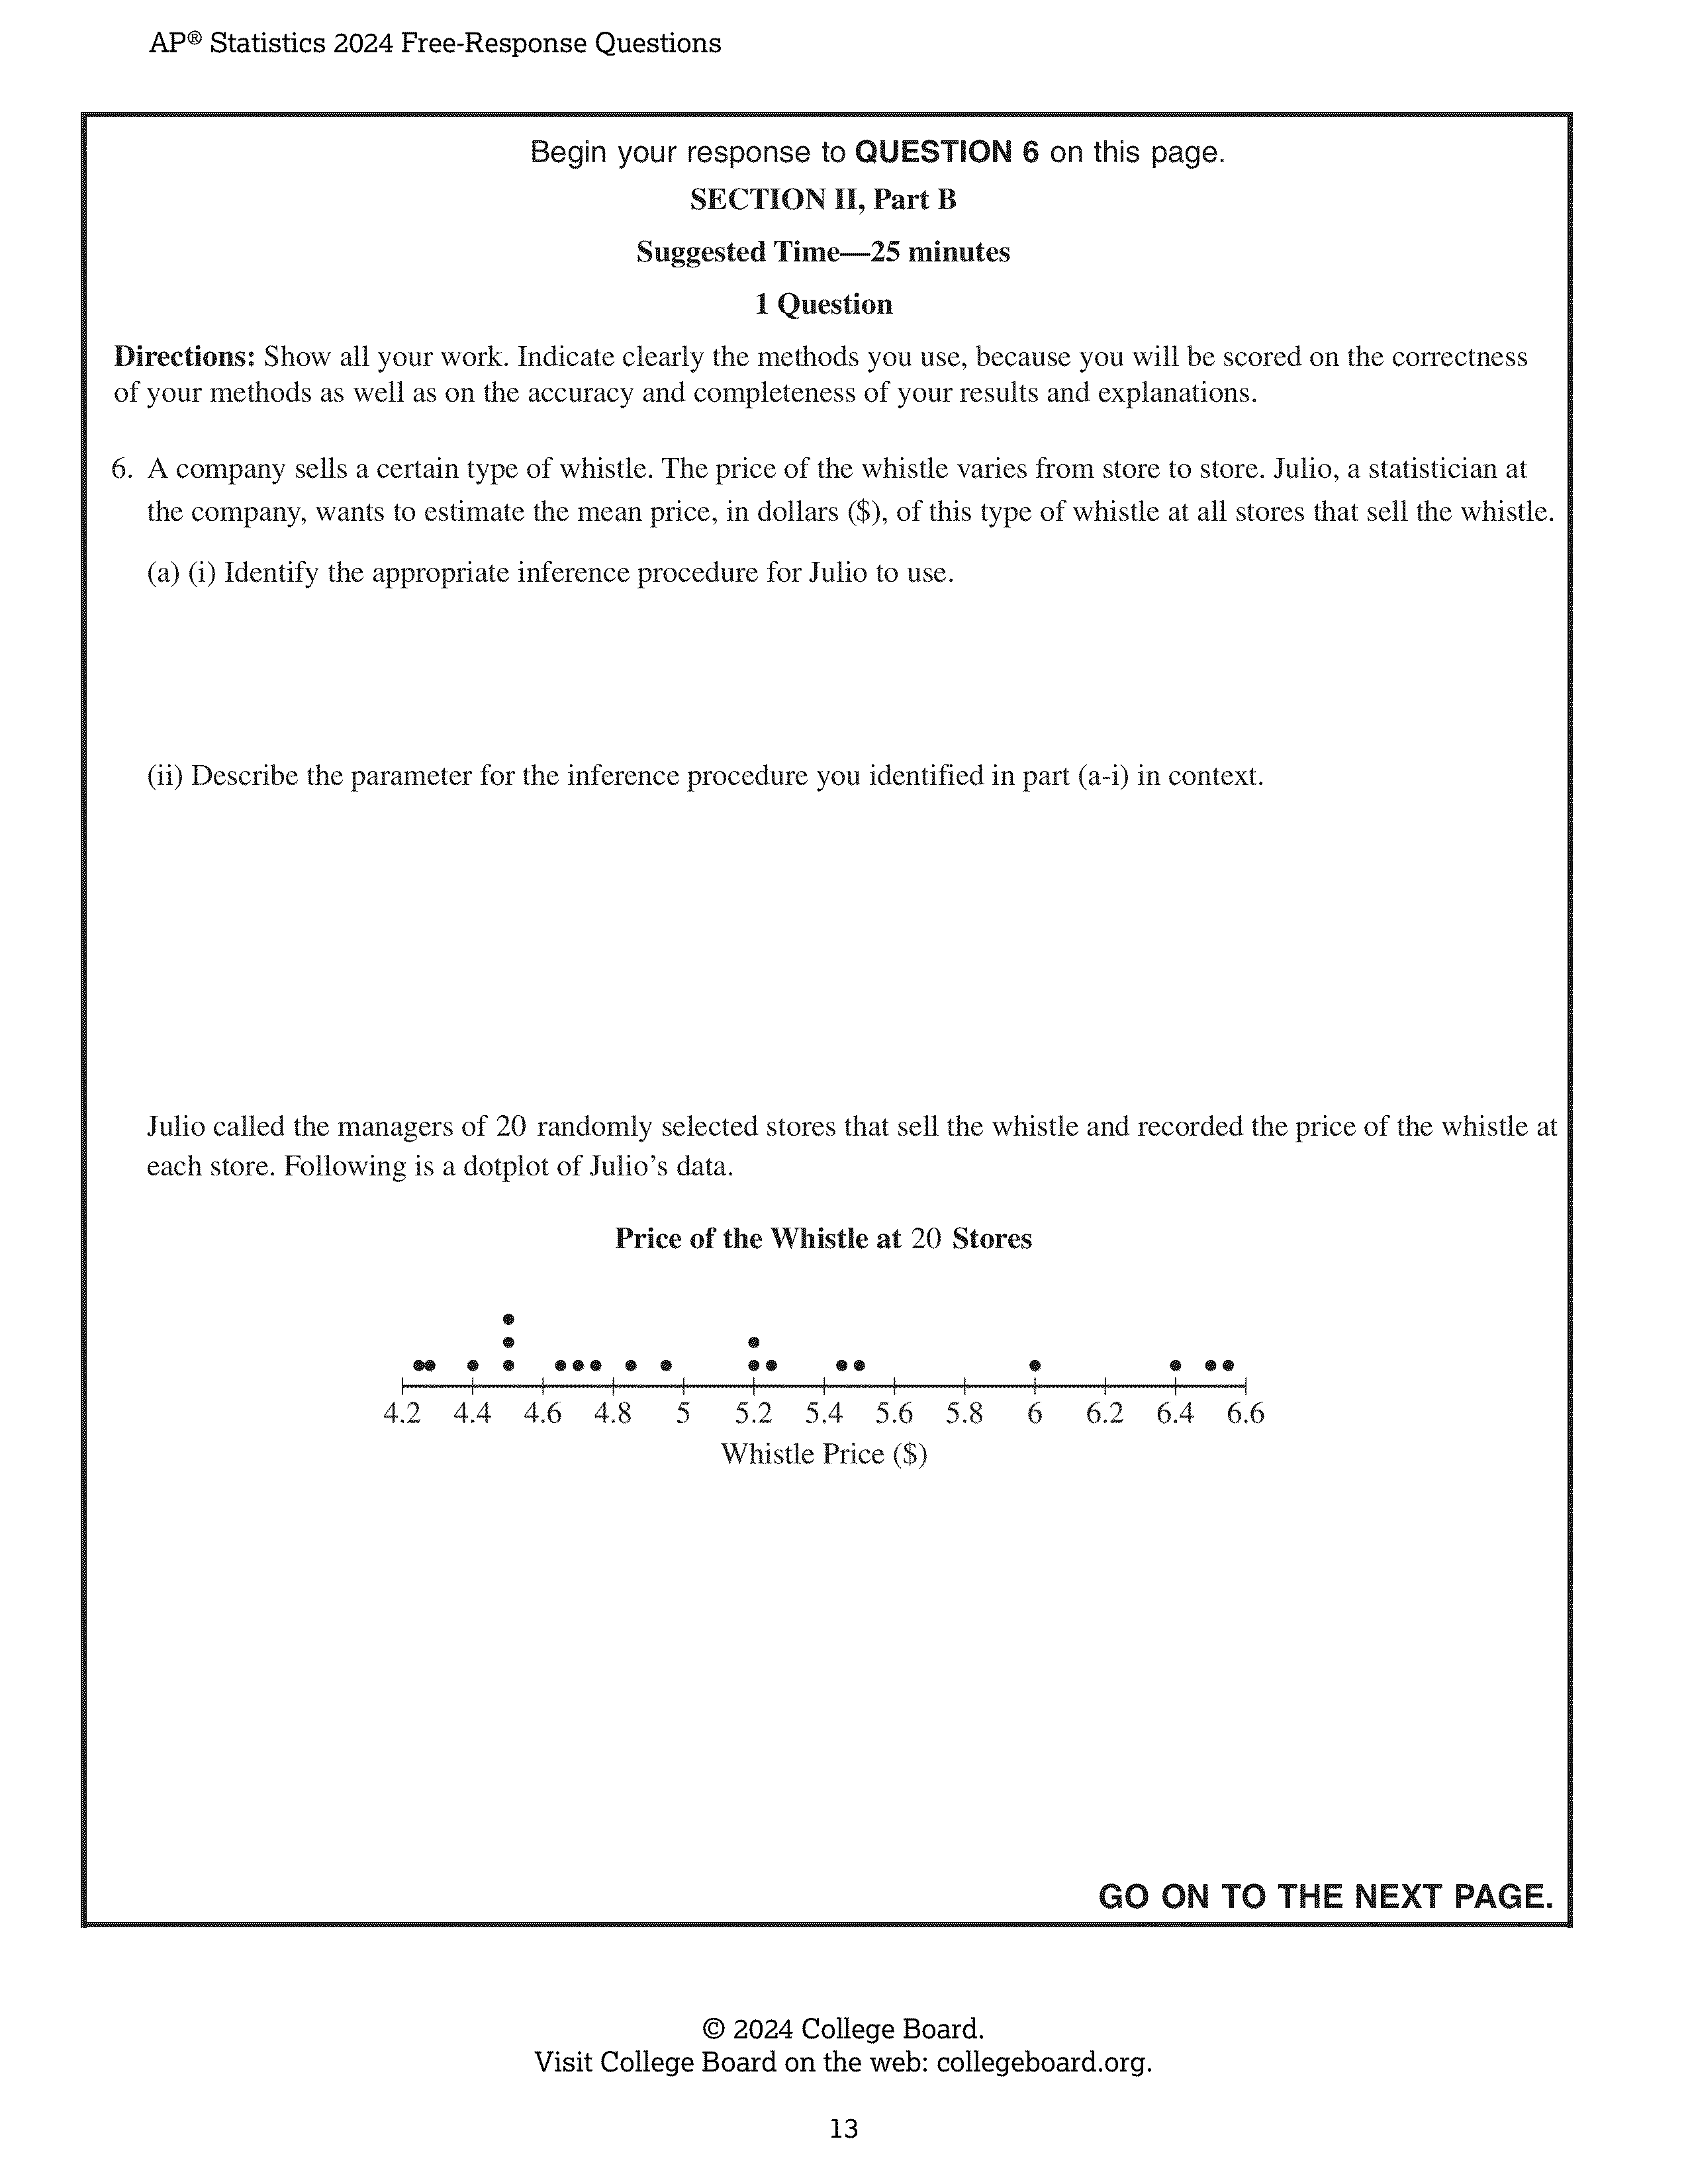 AP® Statistics 2024 Free-Response Questions
Begin your response to QUESTION 6 on this page.
SECTION II, Part B
Suggested Time—25 minutes
1 Question
Directions: Show all your work. Indicate clearly the methods you use, because you will be scored on the correctness
of your methods as well as on the accuracy and completeness of your results and explanations.
6. A company sells a certain type of whistle. The price of the whistle varies from store to store. Julio, a statistician at
the company, wants to estimate the mean price, in dollars ($), of this type of whistle at all stores that sell the whistle.
(a) (i) Identify the appropriate inference procedure for Julio to use.
(ii) Describe the parameter for the inference procedure you identified in part (a-i) in context.
Julio called the managers of 20 randomly selected stores that sell the whistle and recorded the price of the whistle at
each store. Following is a dotplot of Julio's data.
Price of the Whistle at 20 Stores
4.2 4.4 4.6 4.8 5 5.2 5.4 5.6 5.8 6 6.2 6.4 6.6
Whistle Price ($)
GO ON TO THE NEXT PAGE.
© 2024 College Board.
Visit College Board on the web: collegeboard.org.
13